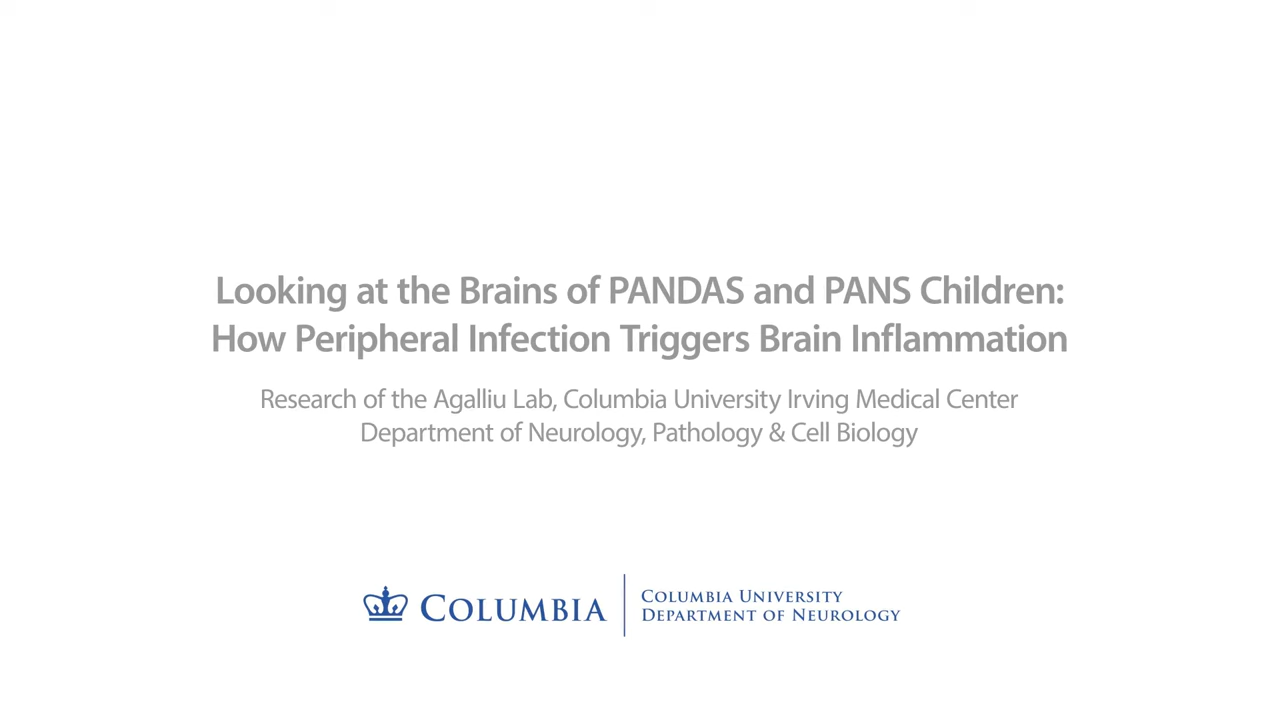 Looking at the Brains of PANDAS and PANS Children:
How Peripheral Infection Triggers Brain Inflammation
Research of the Agalliu Lab, Columbia University Irving Medical Center
Department of Neurology, Pathology & Cell Biology
COLUMBIA
COLUMBIA UNIVERSITY
DEPARTMENT OF NEUROLOGY